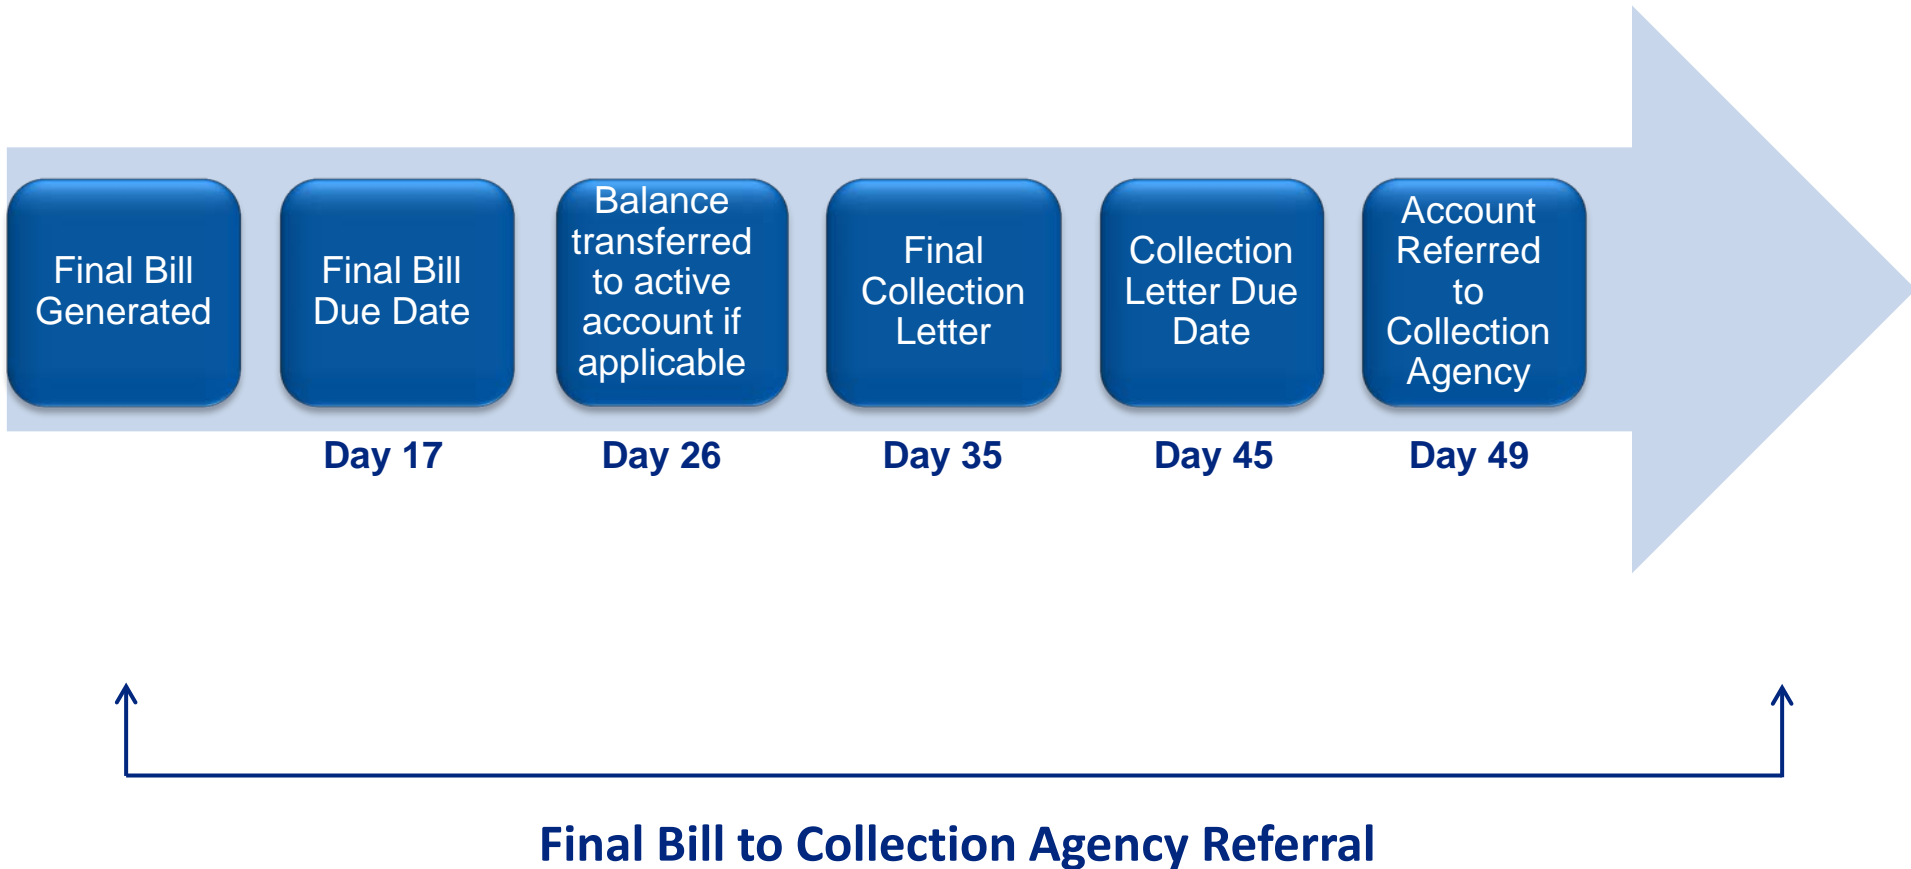 Final Bill
Generated
Final Bill
Due Date
Balance
transferred
to active
account if
applicable
Final
Collection
Letter
Collection
Letter Due
Date
Account
Referred
to
Collection
Agency
Day 17
Day 26
Day 35
Day 45
Day 49
Final Bill to Collection Agency Referral